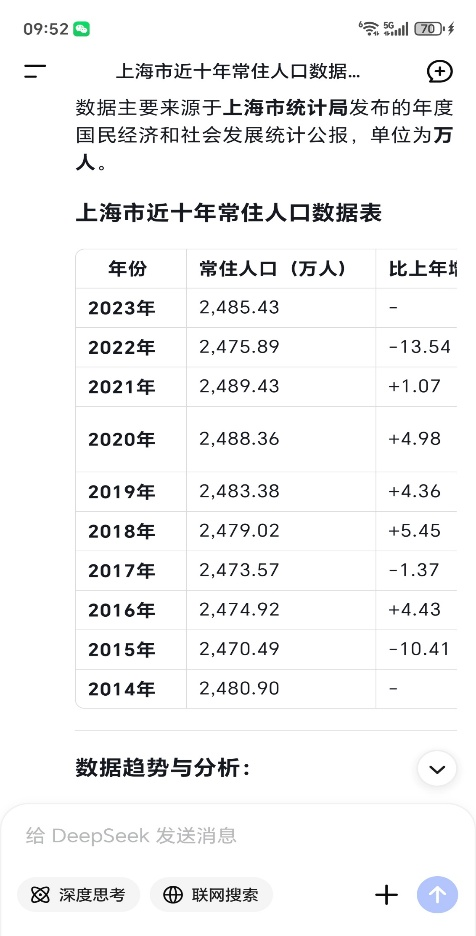 09:52
6 5G 70
上海市近十年常住人口数据...
数据主要来源于上海市统计局发布的年度
国民经济和社会发展统计公报，单位为万
人。
上海市近十年常住人口数据表
年份 常住人口（万人） 比上年增
2023年 2,485.43 -
2022年 2,475.89 -13.54
2021年 2,489.43 +1.07
2020年 2,488.36 +4.98
2019年 2,483.38 +4.36
2018年 2,479.02 +5.45
2017年 2,473.57 -1.37
2016年 2,474.92 +4.43
2015年 2,470.49 -10.41
2014年 2,480.90 -
数据趋势与分析：
给 DeepSeek 发送消息
深度思考 联网搜索